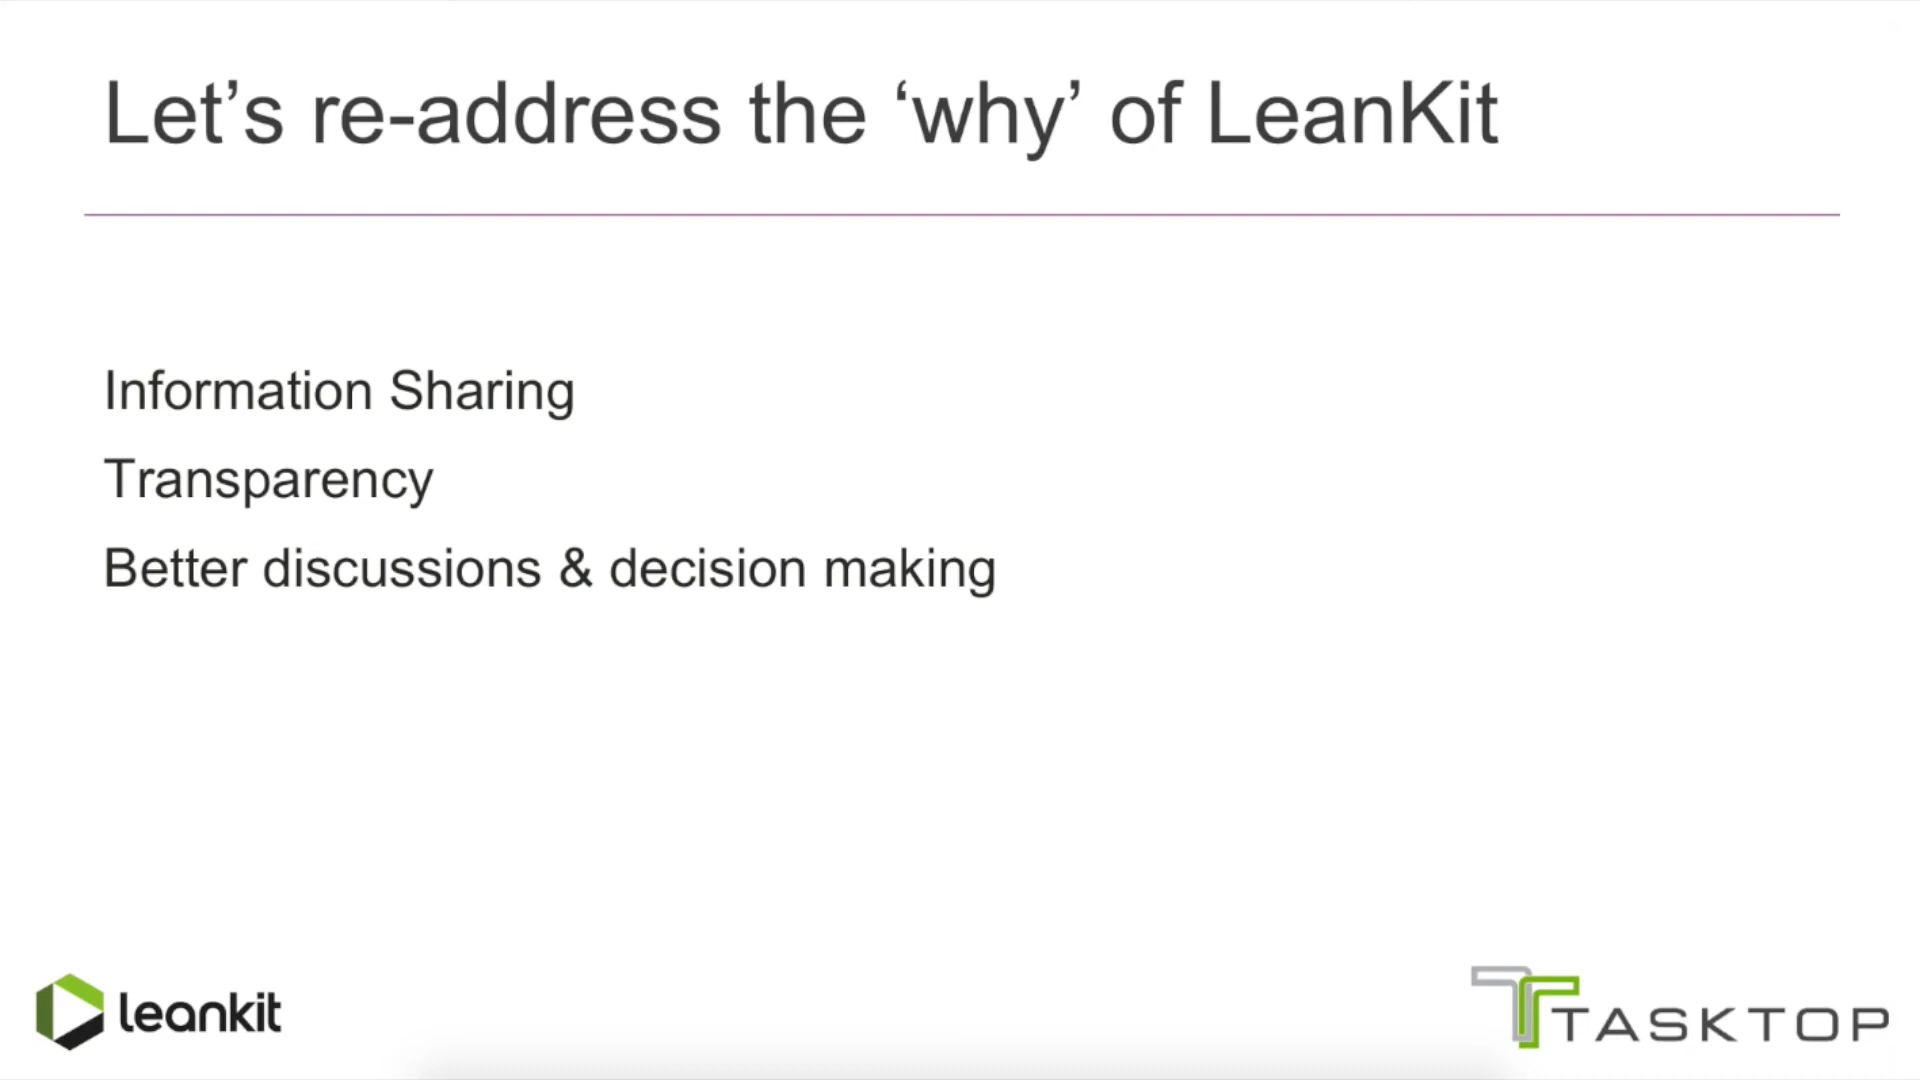 Let’s re-address the ‘why’ of LeanKit
Information Sharing
Transparency
Better discussions & decision making
leankit
TASKTOP